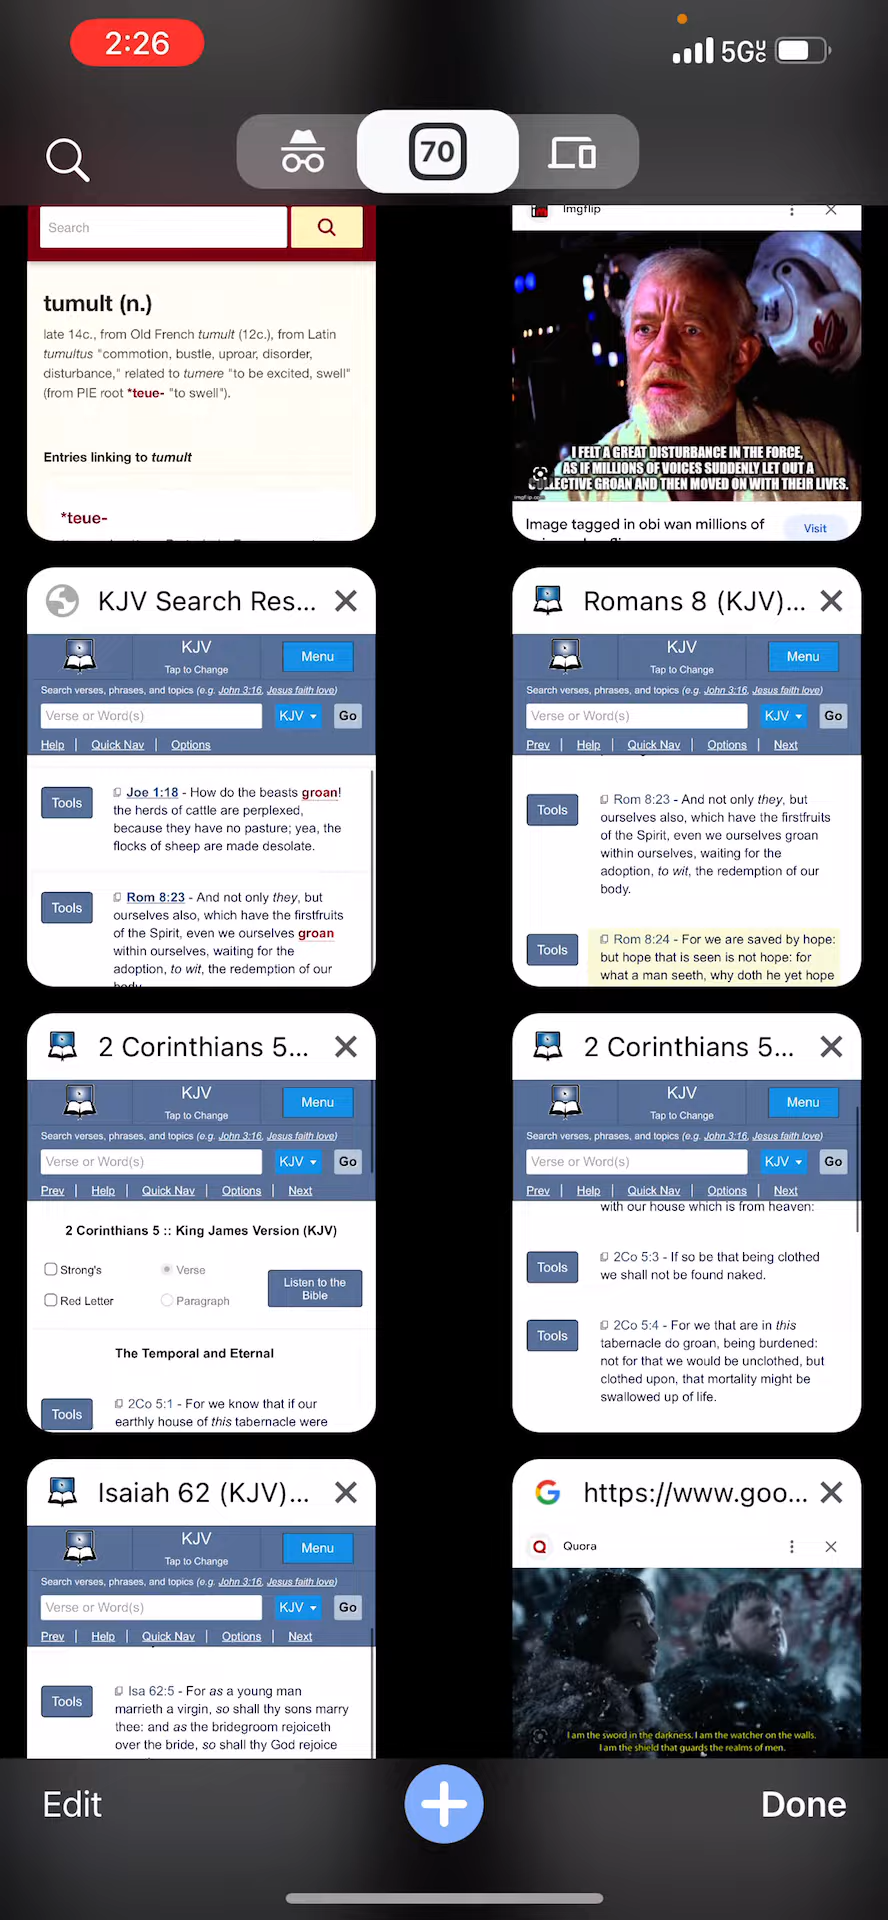 2:26
5G UC
70
Search
tumult (n.)
late 14c., from Old French tumult (12c.), from Latin
tumultus "commotion, bustle, uproar, disorder,
disturbance," related to tumere "to be excited, swell"
(from PIE root *teue- "to swell").
Entries linking to tumult
*teue-
Imgflip
I FELT A GREAT DISTURBANCE IN THE FORCE,
AS IF MILLIONS OF VOICES SUDDENLY LET OUT A
COLLECTIVE GROAN AND THEN MOVED ON WITH THEIR LIVES.
imgflip.com
Image tagged in obi wan millions of
Visit
KJV Search Res...
KJV
Tap to Change
Menu
Search verses, phrases, and topics (e.g. John 3:16, Jesus faith love)
Verse or Word(s)
KJV
Go
Help | Quick Nav | Options
Tools
Joe 1:18 - How do the beasts groan!
the herds of cattle are perplexed,
because they have no pasture; yea, the
flocks of sheep are made desolate.
Tools
Rom 8:23 - And not only they, but
ourselves also, which have the firstfruits
of the Spirit, even we ourselves groan
within ourselves, waiting for the
adoption, to wit, the redemption of our
body.
Romans 8 (KJV)...
KJV
Tap to Change
Menu
Search verses, phrases, and topics (e.g. John 3:16, Jesus faith love)
Verse or Word(s)
KJV
Go
Prev | Help | Quick Nav | Options | Next
Tools
Rom 8:23 - And not only they, but
ourselves also, which have the firstfruits
of the Spirit, even we ourselves groan
within ourselves, waiting for the
adoption, to wit, the redemption of our
body.
Tools
Rom 8:24 - For we are saved by hope:
but hope that is seen is not hope: for
what a man seeth, why doth he yet hope
2 Corinthians 5...
KJV
Tap to Change
Menu
Search verses, phrases, and topics (e.g. John 3:16, Jesus faith love)
Verse or Word(s)
KJV
Go
Prev | Help | Quick Nav | Options | Next
2 Corinthians 5 :: King James Version (KJV)
Strong's
Verse
Red Letter
Paragraph
Listen to the
Bible
The Temporal and Eternal
Tools
2Co 5:1 - For we know that if our
earthly house of this tabernacle were
2 Corinthians 5...
KJV
Tap to Change
Menu
Search verses, phrases, and topics (e.g. John 3:16, Jesus faith love)
Verse or Word(s)
KJV
Go
Prev | Help | Quick Nav | Options | Next
with our house which is from heaven:
Tools
2Co 5:3 - If so be that being clothed
we shall not be found naked.
Tools
2Co 5:4 - For we that are in this
tabernacle do groan, being burdened:
not for that we would be unclothed, but
clothed upon, that mortality might be
swallowed up of life.
Isaiah 62 (KJV)...
KJV
Tap to Change
Menu
Search verses, phrases, and topics (e.g. John 3:16, Jesus faith love)
Verse or Word(s)
KJV
Go
Prev | Help | Quick Nav | Options | Next
Tools
Isa 62:5 - For as a young man
marrieth a virgin, so shall thy sons marry
thee: and as the bridegroom rejoiceth
over the bride, so shall thy God rejoice
https://www.goo...
Quora
I am the sword in the darkness. I am the watcher on the walls.
I am the shield that guards the realms of men.
Edit
Done